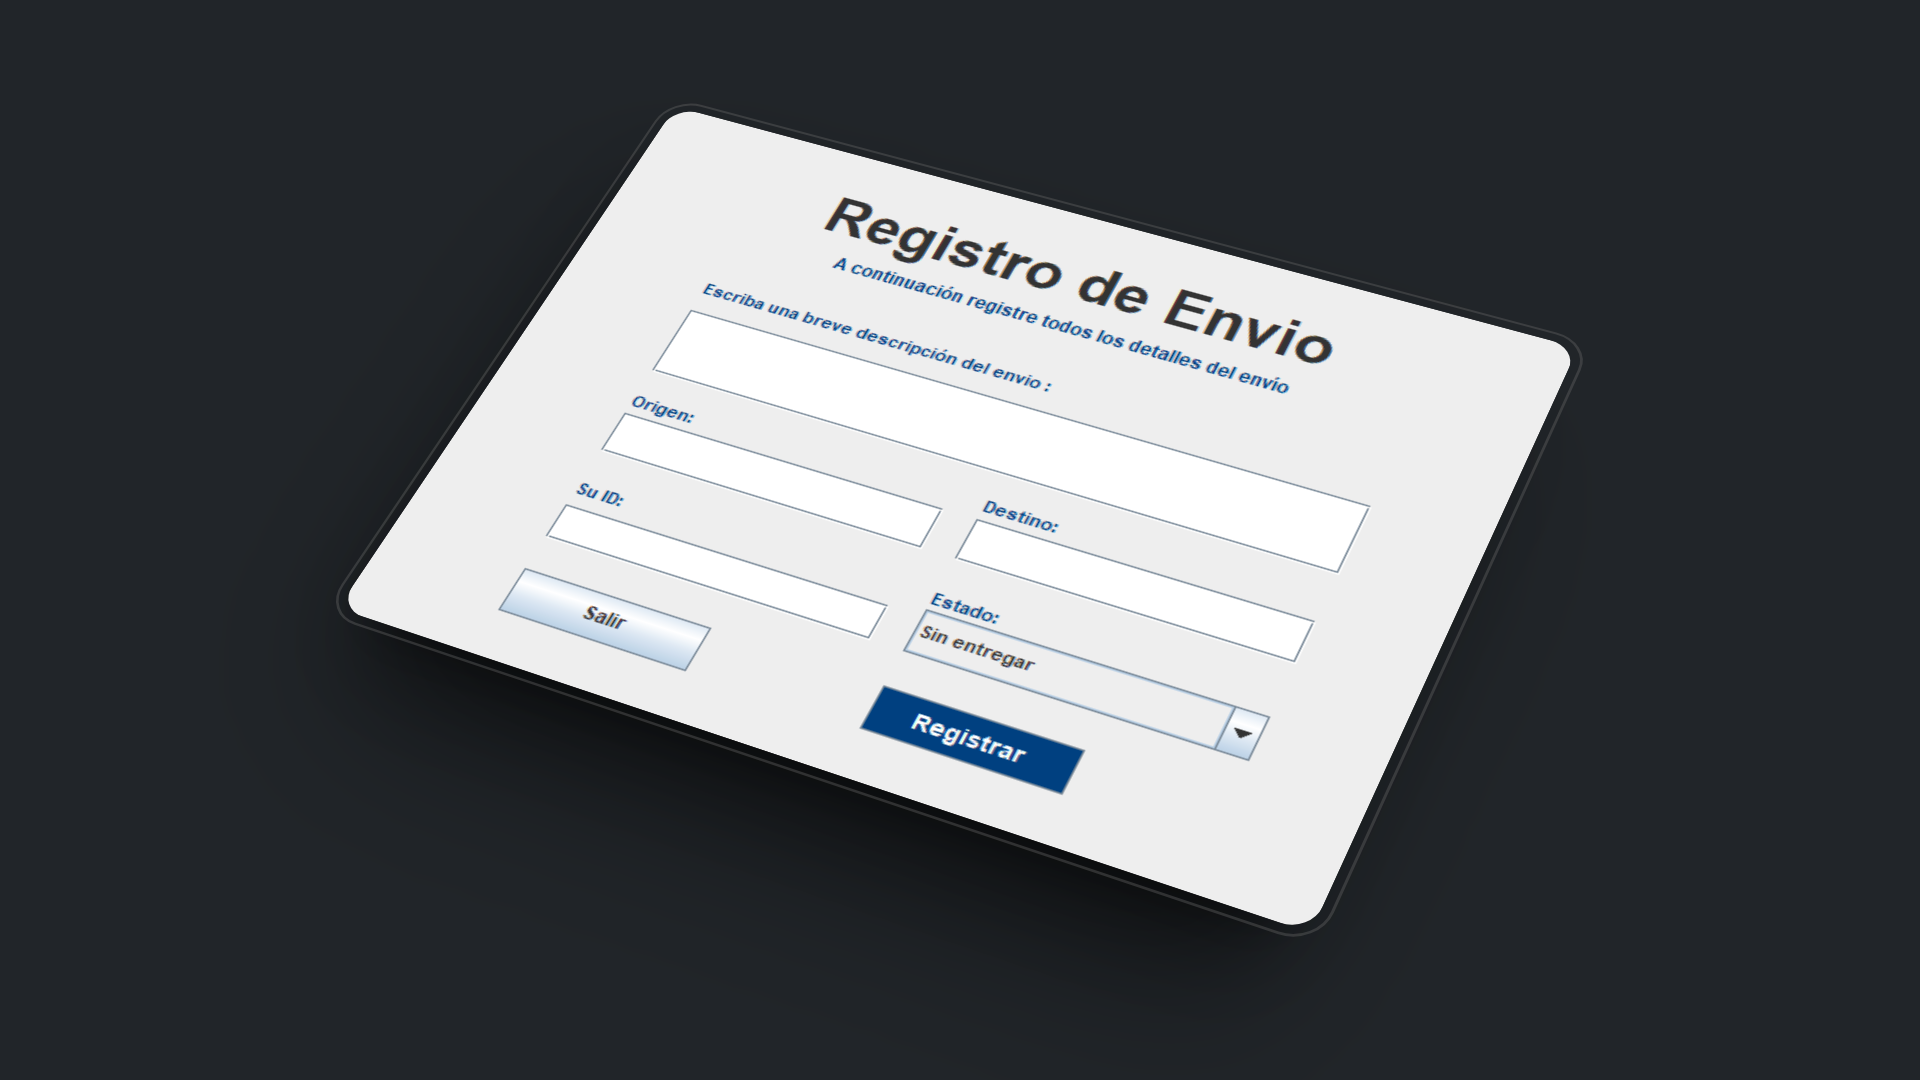 Registro de Envio
A continuación registre todos los detalles del envío
Escriba una breve descripción del envio :
Origen:
Destino:
Su ID:
Estado:
Sin entregar
Salir
Registrar